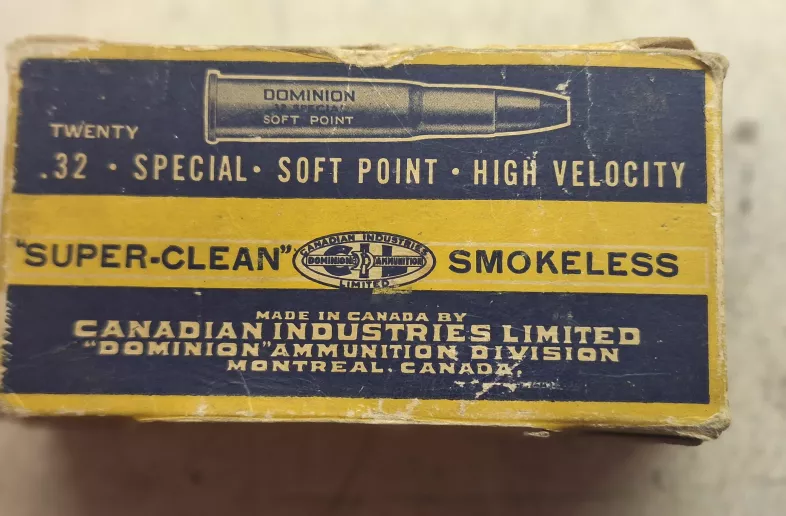 DOMINION
32 SPECIAL
SOFT POINT
TWENTY
.32 · SPECIAL · SOFT POINT · HIGH VELOCITY
"SUPER-CLEAN"
CANADIAN INDUSTRIES
CIL
DOMINION AMMUNITION
LIMITED
SMOKELESS
MADE IN CANADA BY
CANADIAN INDUSTRIES LIMITED
"DOMINION" AMMUNITION DIVISION
MONTREAL, CANADA,